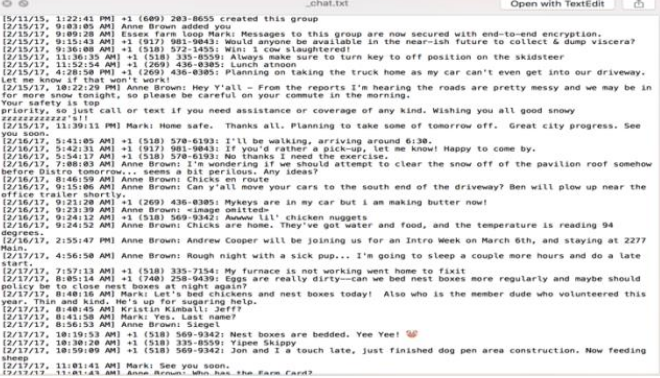 _chat.txt
Open with TextEdit
[5/11/15, 1:22:41 PM] +1 (609) 203-8655 created this group
[2/15/17, 9:03:05 AM] Anne Brown added you
[2/15/17, 9:09:28 AM] Essex farm loop Mark: Messages to this group are now secured with end-to-end encryption.
[2/15/17, 9:15:43 AM] +1 (917) 981-9043: Would anyone be available in the near-ish future to collect & dump viscera?
[2/15/17, 9:36:08 AM] +1 (518) 572-1455: Win: 1 cow slaughtered!
[2/15/17, 11:36:35 AM] +1 (518) 335-8559: Always make sure to turn key to off position on the skidsteer
[2/15/17, 11:52:54 AM] +1 (269) 436-0305: Lunch atnoon
[2/15/17, 4:28:50 PM] +1 (269) 436-0305: Planning on taking the truck home as my car can't even get into our driveway.
Let me know if that won't work!
[2/15/17, 10:22:29 PM] Anne Brown: Hey Y'all – From the reports I'm hearing the roads are pretty messy and we may be in
for more snow tonight, so please be careful on your commute in the morning.
Your safety is top
priority, so just call or text if you need assistance or coverage of any kind. Wishing you all good snowy
zzzzzzzzzzzz's!!
[2/15/17, 11:39:11 PM] Mark: Home safe. Thanks all. Planning to take some of tomorrow off. Great city progress. See
you soon.
[2/16/17, 5:41:05 AM] +1 (518) 570-6193: I'll be walking, arriving around 6:30.
[2/16/17, 5:42:31 AM] +1 (917) 981-9043: If you'd rather a pick-up, let me know! Happy to come by.
[2/16/17, 5:54:17 AM] +1 (518) 570-6193: No thanks I need the exercise.
[2/16/17, 7:08:03 AM] Anne Brown: I'm wondering if we should attempt to clear the snow off of the pavilion roof somehow
before Distro tomorrow... seems a bit perilous. Any ideas?
[2/16/17, 8:46:59 AM] Anne Brown: Chicks en route
[2/16/17, 9:15:06 AM] Anne Brown: Can y'all move your cars to the south end of the driveway? Ben will plow up near the
office trailer shortly.
[2/16/17, 9:21:20 AM] +1 (269) 436-0305: Mykeys are in my car but iam making butter now!
[2/16/17, 9:23:39 AM] Anne Brown: <image omitted>
[2/16/17, 9:24:12 AM] +1 (518) 569-9342: Awwww lil' chicken nuggets
[2/16/17, 9:24:52 AM] Anne Brown: Chicks are home. They've got water and food, and the temperature is reading 94
degrees.
[2/16/17, 2:55:47 PM] Anne Brown: Andrew Cooper will be joining us for an Intro Week on March 6th, and staying at 2277
Main.
[2/17/17, 4:56:50 AM] Anne Brown: Rough night with a sick pup... I'm going to sleep a couple more hours and do a late
start.
[2/17/17, 7:57:13 AM] +1 (518) 335-7154: My furnace is not working went home to fixit
[2/17/17, 8:05:14 AM] +1 (740) 258-9439: Eggs are really dirty--can we bed nest boxes more regularly and maybe should
policy be to close nest boxes at night again?
[2/17/17, 8:40:16 AM] Mark: Let's bed chickens and nest boxes today! Also who is the member dude who volunteered this
year. Thin and kind. He's up for sugaring help.
[2/17/17, 8:40:45 AM] Kristin Kimball: Jeff?
[2/17/17, 8:41:58 AM] Mark: Yes. Last name?
[2/17/17, 8:56:53 AM] Anne Brown: Siegel
[2/17/17, 10:19:53 AM] +1 (518) 569-9342: Nest boxes are bedded. Yee Yee!
[2/17/17, 10:30:20 AM] +1 (518) 335-8559: Yipee Skippy
[2/17/17, 10:59:09 AM] +1 (518) 569-9342: Jon and I a touch late, just finished dog pen area construction. Now feeding
sheep
[2/17/17, 11:01:41 AM] Mark: See you soon.
[2/17/17, 11:01:43 AM] Anne Brown: Who has the Farm Card?